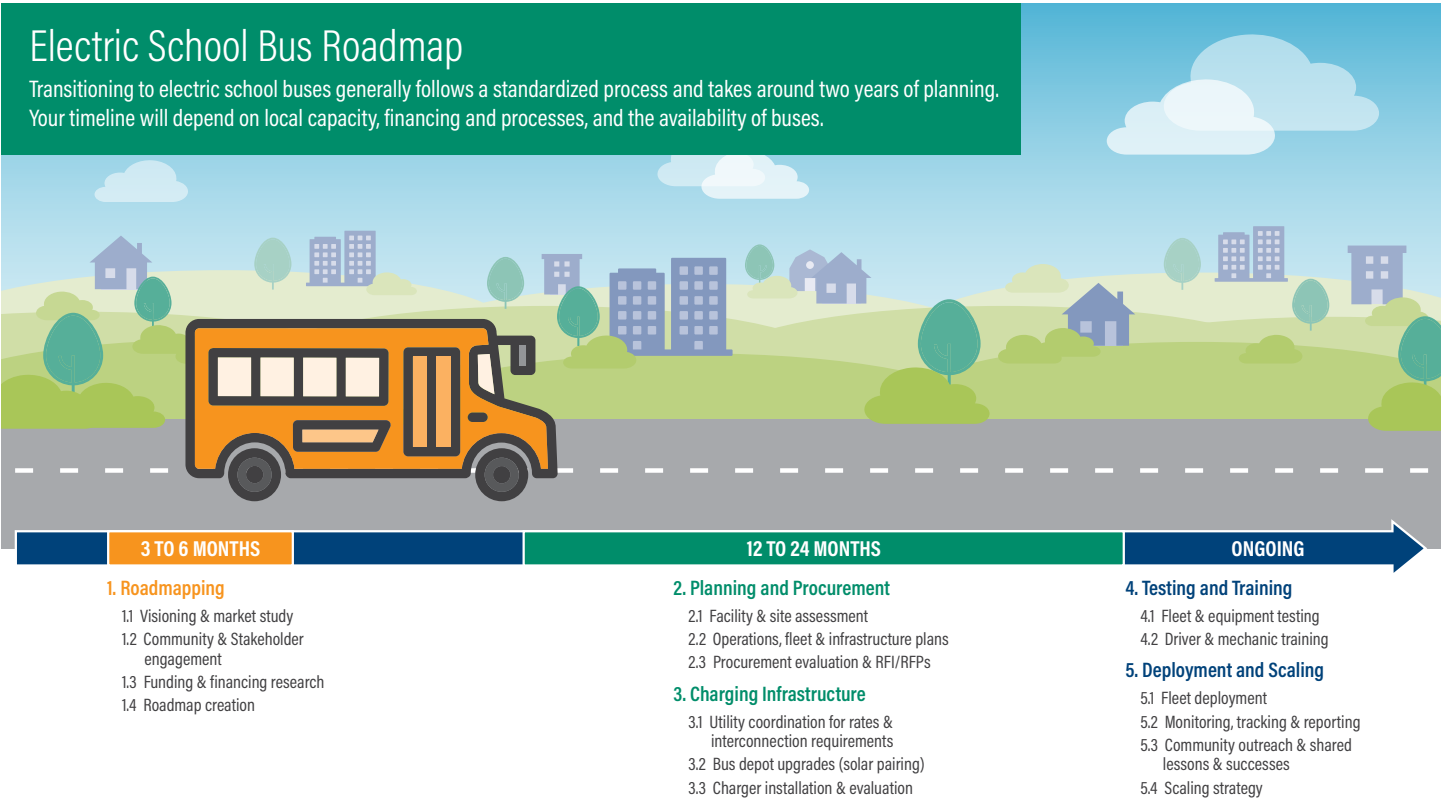 Electric School Bus Roadmap
Transitioning to electric school buses generally follows a standardized process and takes around two years of planning.
Your timeline will depend on local capacity, financing and processes, and the availability of buses.
3 TO 6 MONTHS
1. Roadmapping
1.1 Visioning & market study
1.2 Community & Stakeholder
engagement
1.3 Funding & financing research
1.4 Roadmap creation
12 TO 24 MONTHS
2. Planning and Procurement
2.1 Facility & site assessment
2.2 Operations, fleet & infrastructure plans
2.3 Procurement evaluation & RFI/RFPs
3. Charging Infrastructure
3.1 Utility coordination for rates &
interconnection requirements
3.2 Bus depot upgrades (solar pairing)
3.3 Charger installation & evaluation
ONGOING
4. Testing and Training
4.1 Fleet & equipment testing
4.2 Driver & mechanic training
5. Deployment and Scaling
5.1 Fleet deployment
5.2 Monitoring, tracking & reporting
5.3 Community outreach & shared
lessons & successes
5.4 Scaling strategy